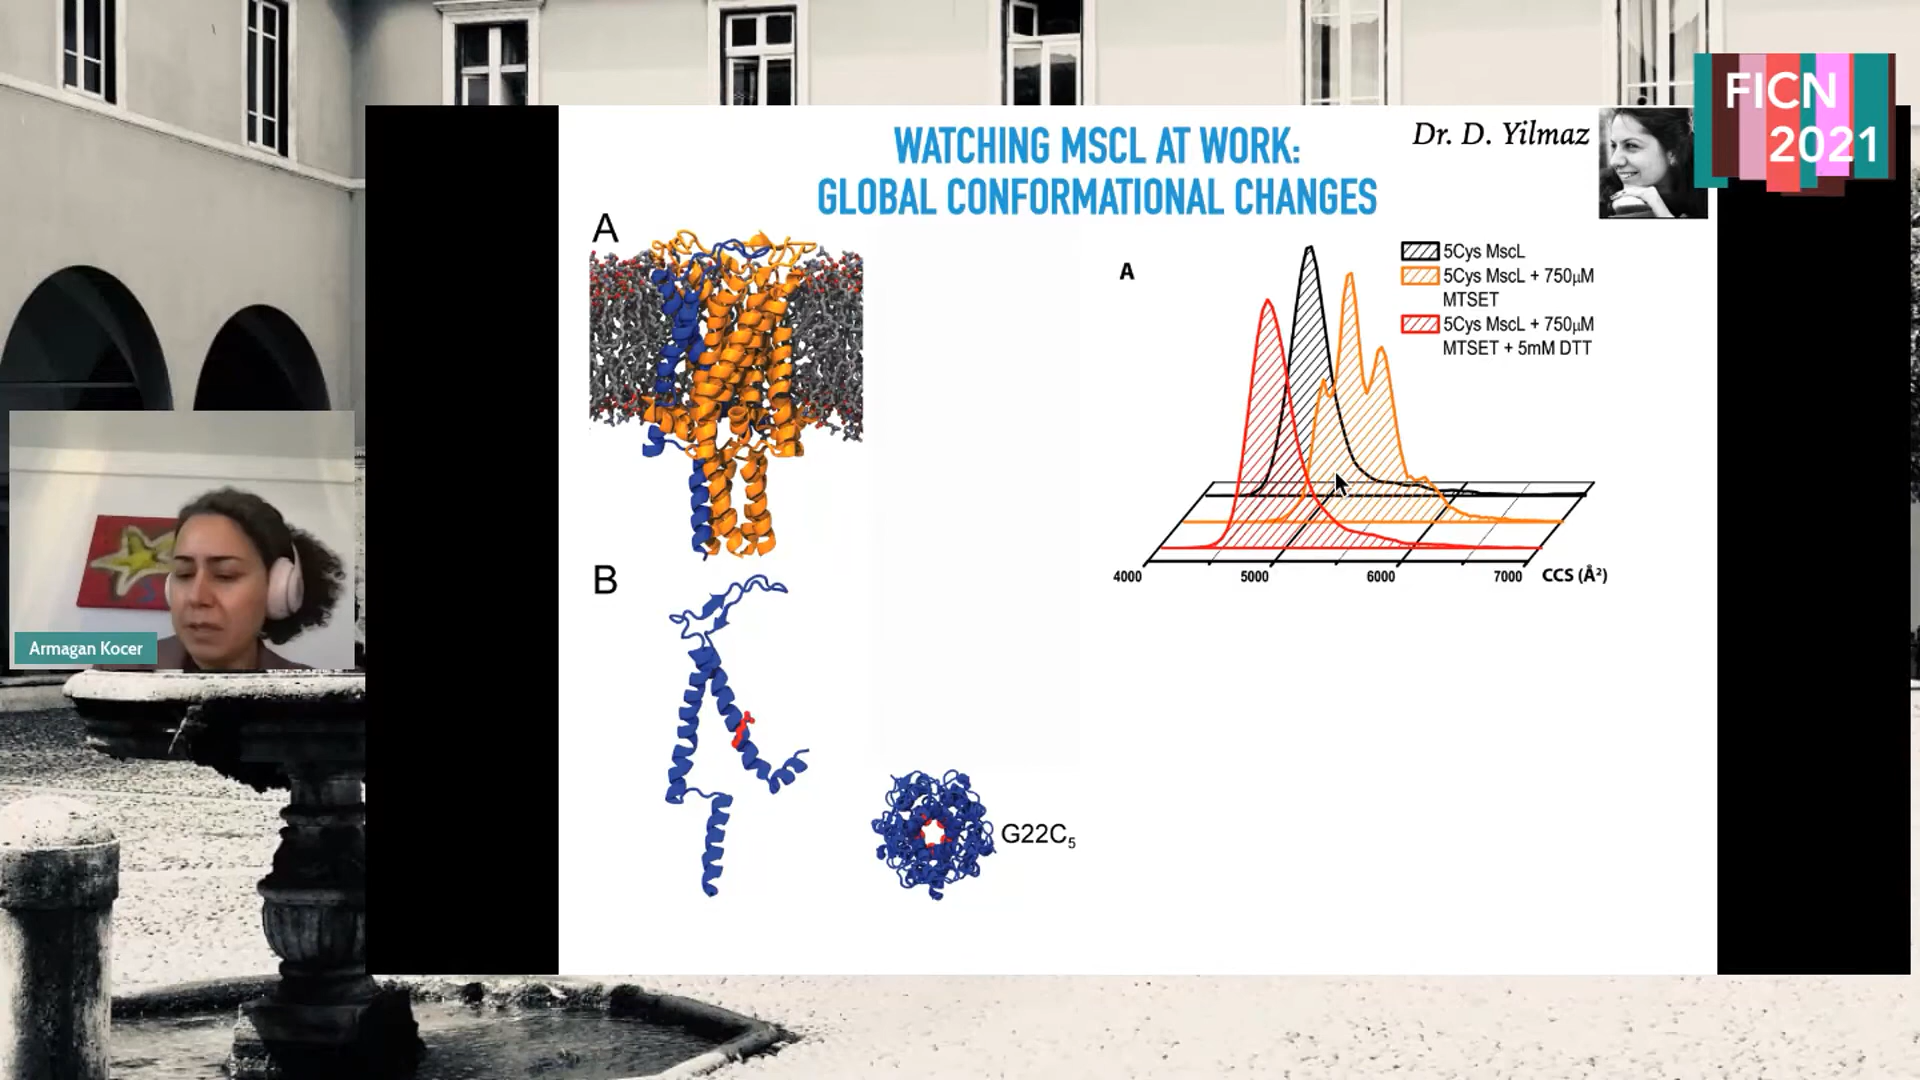 FICN
2021
WATCHING MSCL AT WORK:
GLOBAL CONFORMATIONAL CHANGES
Dr. D. Yilmaz
A
A
5Cys MscL
5Cys MscL + 750µM
MTSET
5Cys MscL + 750µM
MTSET + 5mM DTT
4000 5000 6000 7000 CCS (Å²)
B
G22C₅
Armagan Kocer